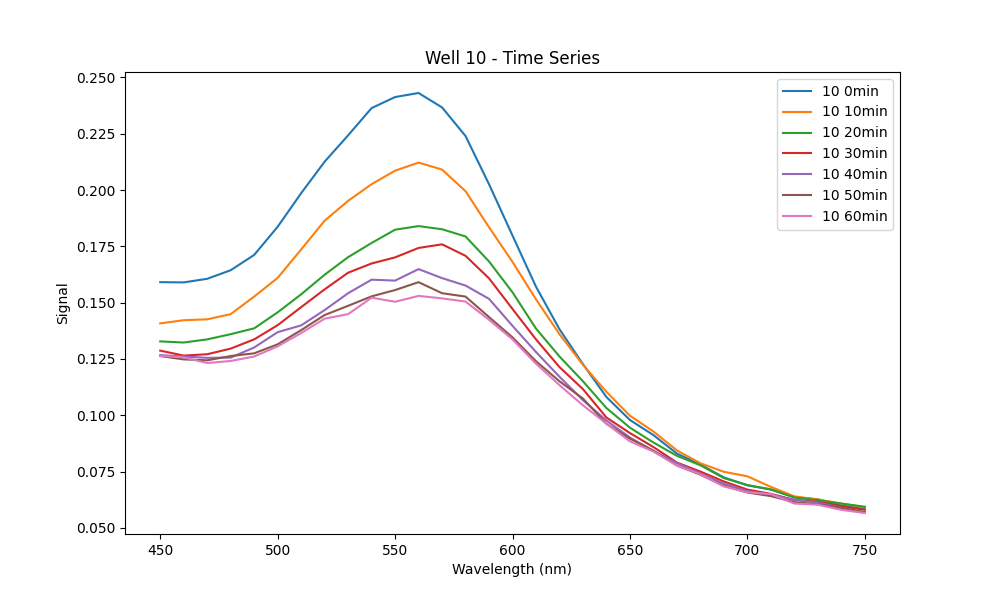 Well 10 - Time Series
10 0min
10 10min
10 20min
10 30min
10 40min
10 50min
10 60min
Signal
0.250
0.225
0.200
0.175
0.150
0.125
0.100
0.075
0.050
450 500 550 600 650 700 750
Wavelength (nm)